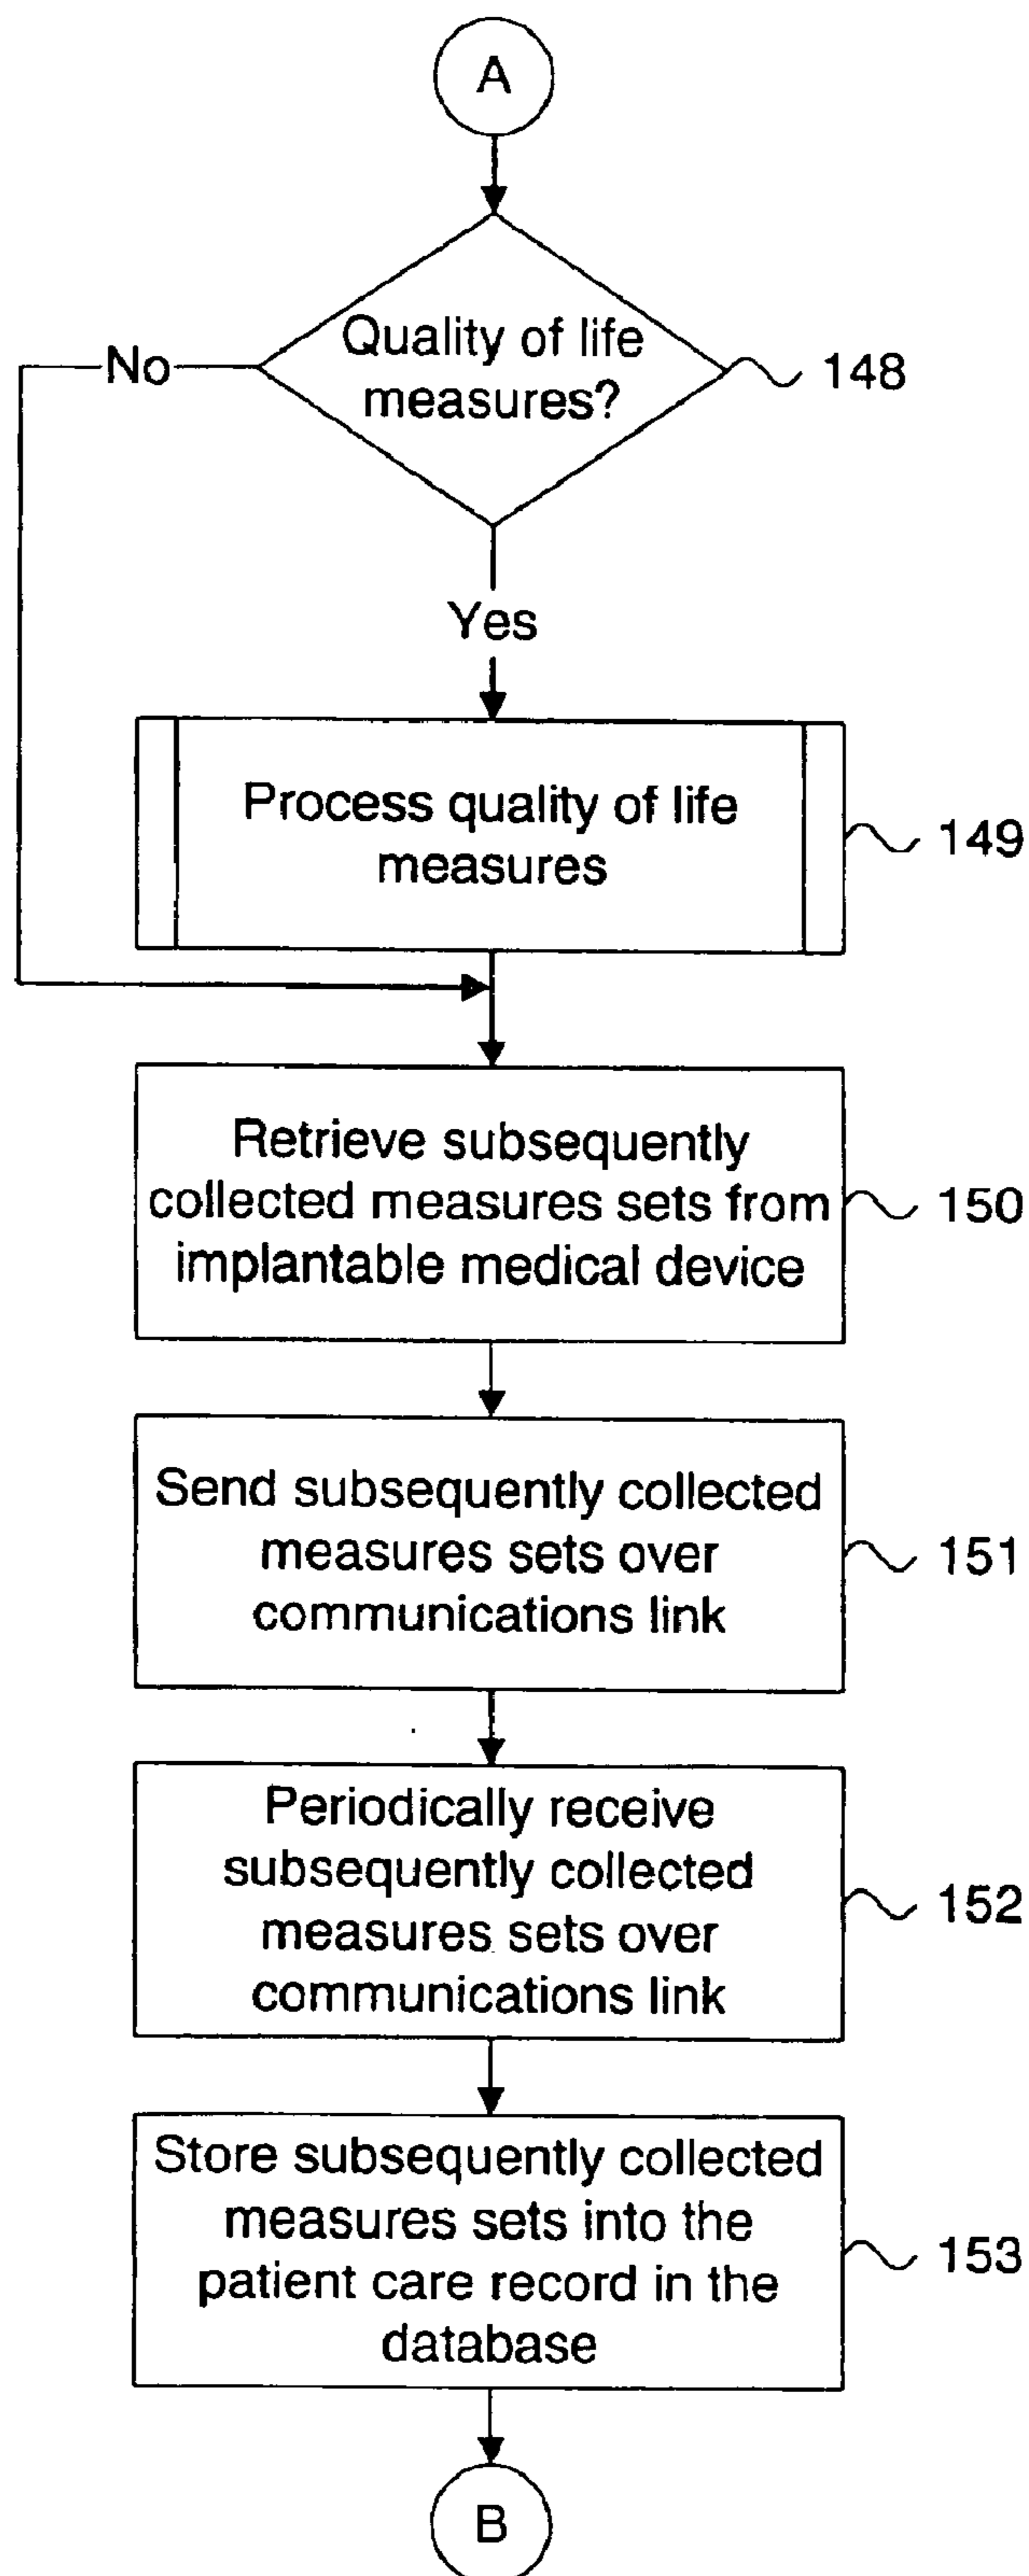 A
Quality of life
measures?
No
148
Yes
Process quality of life
measures
149
Retrieve subsequently
collected measures sets from
implantable medical device
150
Send subsequently collected
measures sets over
communications link
151
Periodically receive
subsequently collected
measures sets over
communications link
152
Store subsequently collected
measures sets into the
patient care record in the
database
153
B